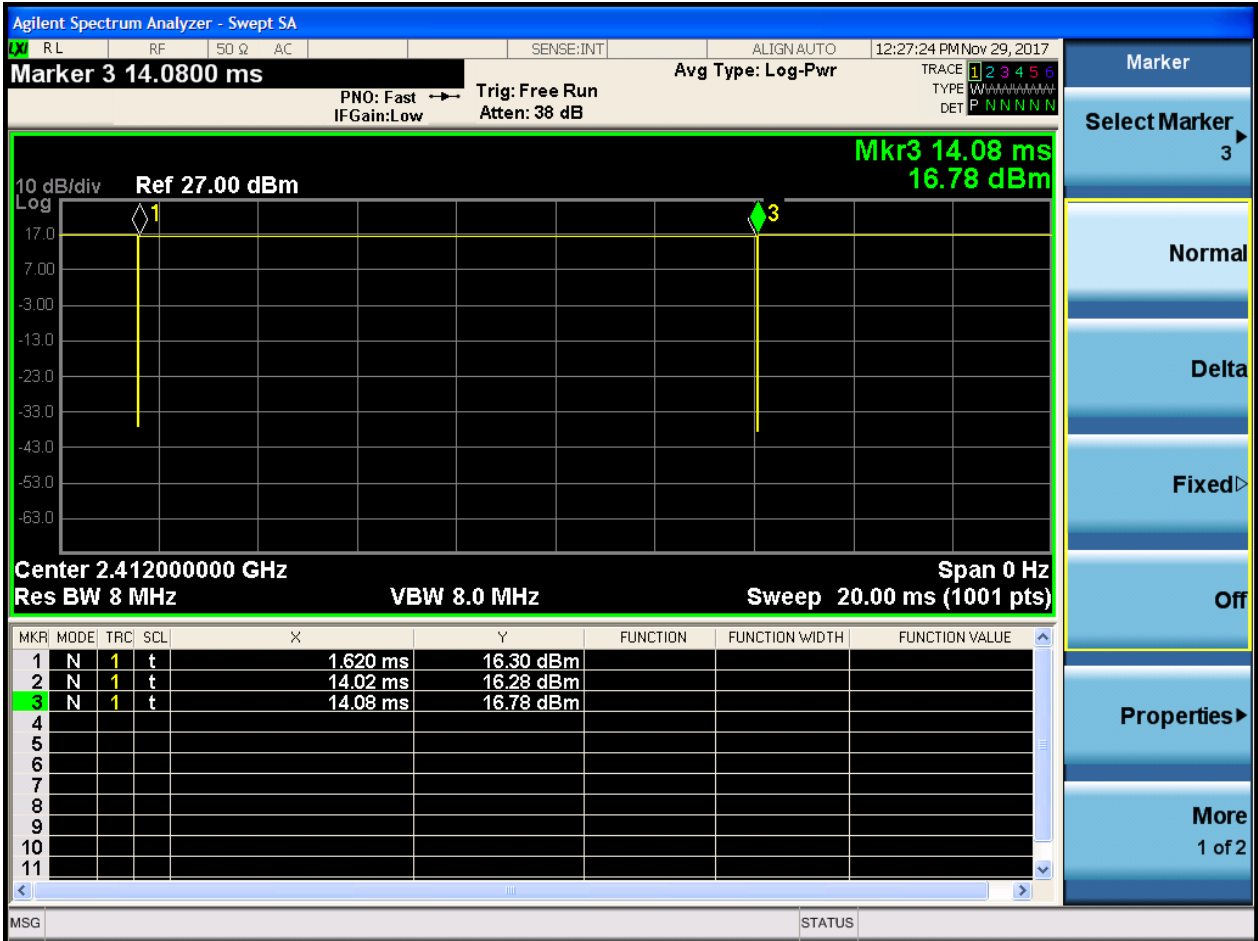 Agilent Spectrum Analyzer - Swept SA
LXI RL RF 50 Ω AC SENSE:INT ALIGN AUTO 12:27:24 PM Nov 29, 2017
Marker 3 14.0800 ms
PNO: Fast
IFGain:Low
Trig: Free Run
Atten: 38 dB
Avg Type: Log-Pwr
TRACE 1 2 3 4 5 6
TYPE WWWWWW
DET P N N N N N
Mkr3 14.08 ms
16.78 dBm
10 dB/div Ref 27.00 dBm
Log
1
3
17.0
7.00
-3.00
-13.0
-23.0
-33.0
-43.0
-53.0
-63.0
Center 2.412000000 GHz Span 0 Hz
Res BW 8 MHz VBW 8.0 MHz Sweep 20.00 ms (1001 pts)
MKR MODE TRC SCL X Y FUNCTION FUNCTION WIDTH FUNCTION VALUE
1 N 1 t 1.620 ms 16.30 dBm
2 N 1 t 14.02 ms 16.28 dBm
3 N 1 t 14.08 ms 16.78 dBm
4
5
6
7
8
9
10
11
MSG STATUS
Marker
Select Marker
3
Normal
Delta
Fixed
Off
Properties
More
1 of 2